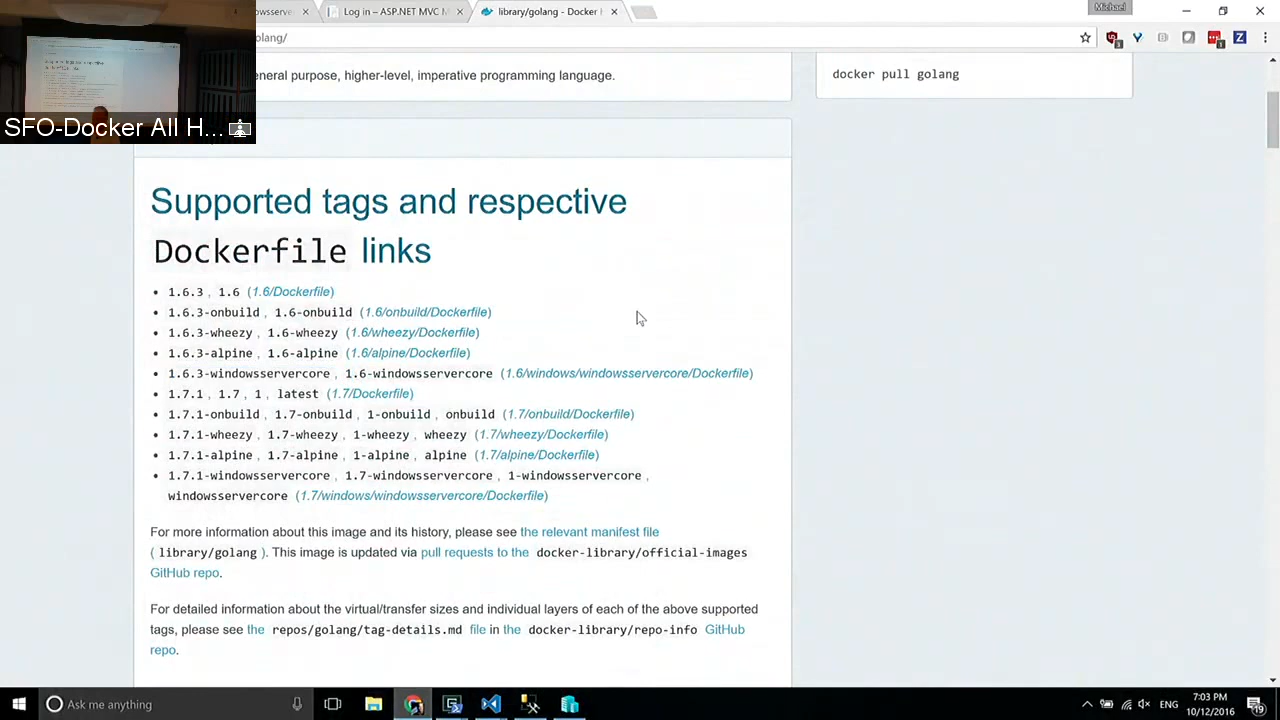 owsserve
Log in – ASP.NET MVC M
library/golang - Docker H
Michael
golang/
eneral purpose, higher-level, imperative programming language.
docker pull golang
SFO-Docker All H...
Supported tags and respective
Dockerfile links
1.6.3 , 1.6 (1.6/Dockerfile)
1.6.3-onbuild , 1.6-onbuild (1.6/onbuild/Dockerfile)
1.6.3-wheezy , 1.6-wheezy (1.6/wheezy/Dockerfile)
1.6.3-alpine , 1.6-alpine (1.6/alpine/Dockerfile)
1.6.3-windowsservercore , 1.6-windowsservercore (1.6/windows/windowsservercore/Dockerfile)
1.7.1 , 1.7 , 1 , latest (1.7/Dockerfile)
1.7.1-onbuild , 1.7-onbuild , 1-onbuild , onbuild (1.7/onbuild/Dockerfile)
1.7.1-wheezy , 1.7-wheezy , 1-wheezy , wheezy (1.7/wheezy/Dockerfile)
1.7.1-alpine , 1.7-alpine , 1-alpine , alpine (1.7/alpine/Dockerfile)
1.7.1-windowsservercore , 1.7-windowsservercore , 1-windowsservercore ,
windowsservercore (1.7/windows/windowsservercore/Dockerfile)
For more information about this image and its history, please see the relevant manifest file
( library/golang ). This image is updated via pull requests to the docker-library/official-images
GitHub repo.
For detailed information about the virtual/transfer sizes and individual layers of each of the above supported
tags, please see the repos/golang/tag-details.md file in the docker-library/repo-info GitHub
repo.
Ask me anything
ENG
7:03 PM
10/12/2016